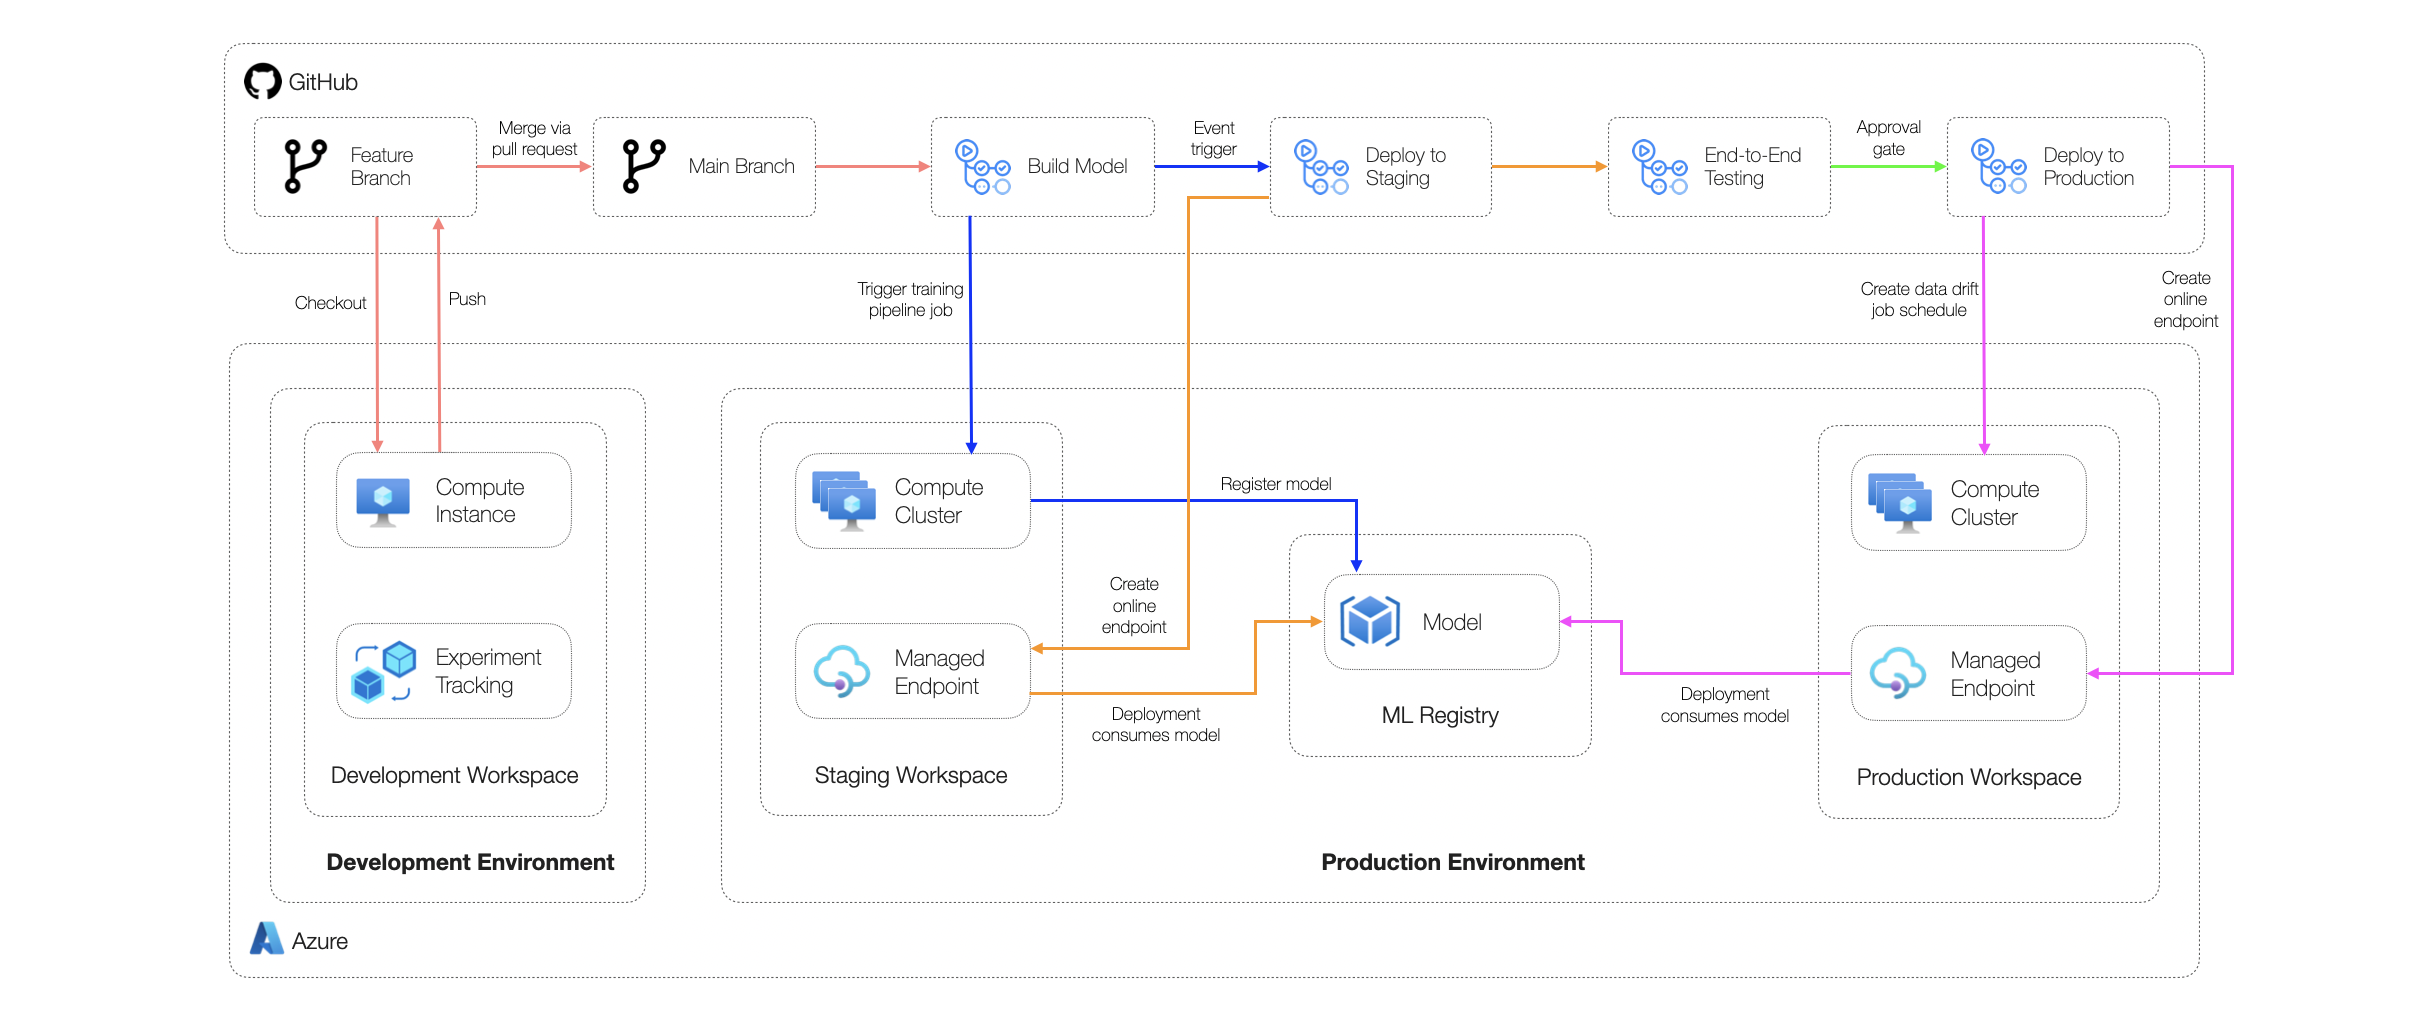 GitHub
Feature
Branch
Merge via
pull request
Main Branch
Build Model
Event
trigger
Deploy to
Staging
End-to-End
Testing
Approval
gate
Deploy to
Production
Checkout
Push
Trigger training
pipeline job
Create data drift
job schedule
Create
online
endpoint
Compute
Instance
Experiment
Tracking
Development Workspace
Development Environment
Compute
Cluster
Register model
Create
online
endpoint
Managed
Endpoint
Deployment
consumes model
Staging Workspace
Model
ML Registry
Deployment
consumes model
Compute
Cluster
Managed
Endpoint
Production Workspace
Production Environment
Azure